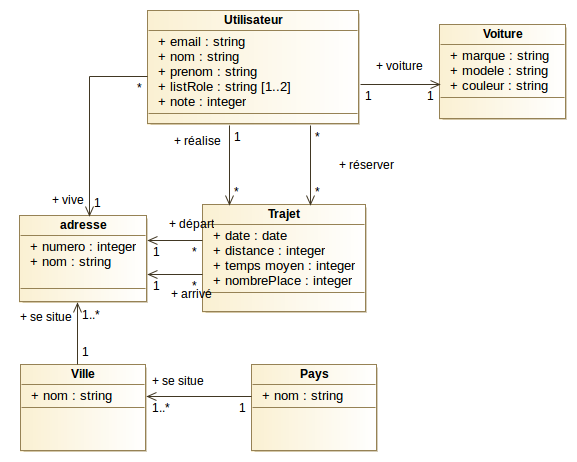 Utilisateur
+ email : string
+ nom : string
+ prenom : string
+ listRole : string [1..2]
+ note : integer
Voiture
+ marque : string
+ modele : string
+ couleur : string
+ voiture
1
1
*
+ vive
1
+ réalise
1
*
*
+ réserver
*
adresse
+ numero : integer
+ nom : string
Trajet
+ date : date
+ distance : integer
+ temps moyen : integer
+ nombrePlace : integer
+ départ
1
*
1
*
+ arrivé
+ se situe
1..*
1
Ville
+ nom : string
+ se situe
1..*
1
Pays
+ nom : string